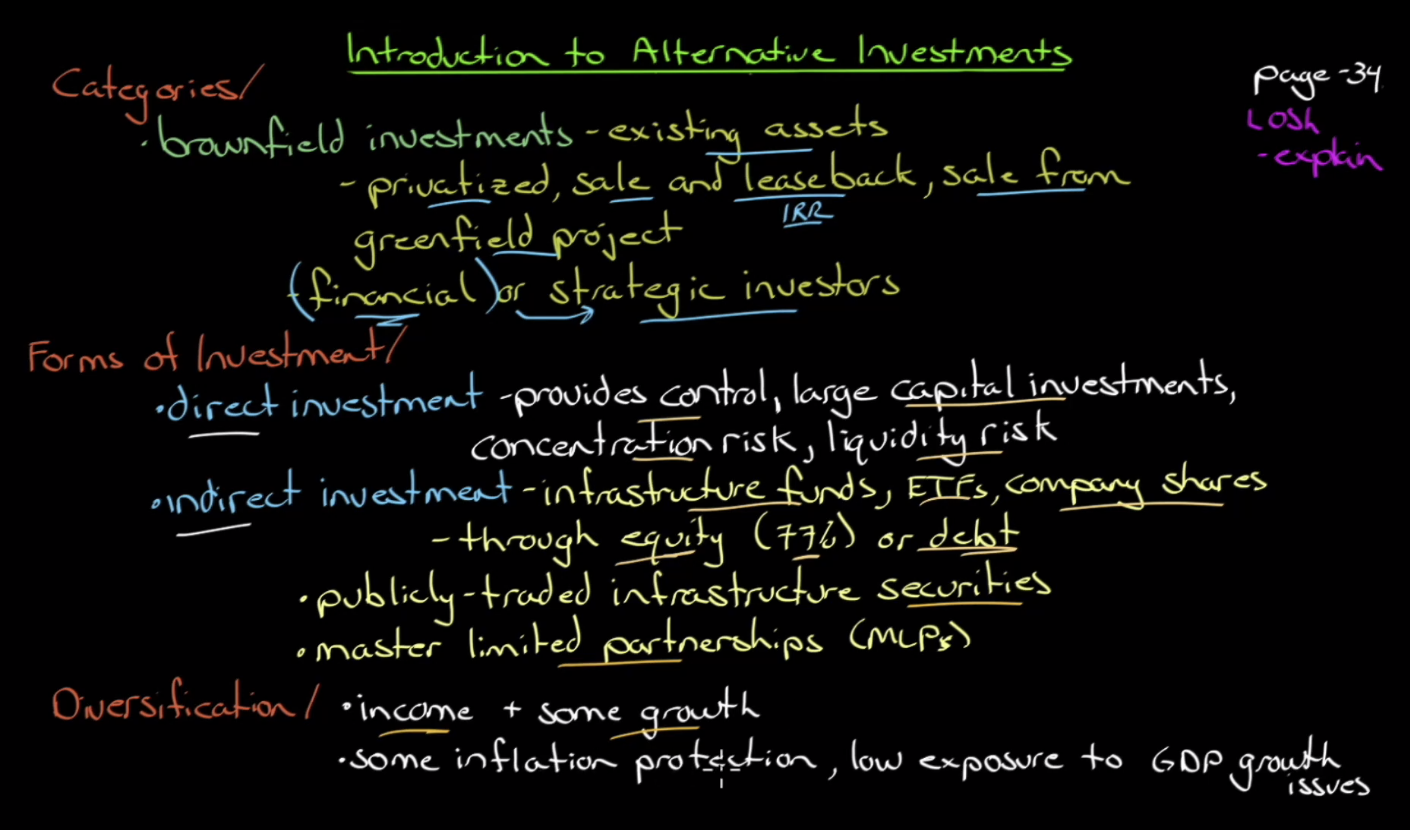 Introduction to Alternative Investments
page -34
LOSh
- explain
Categories/
• brownfield investments - existing assets
- privatized, sale and leaseback, sale from
IRR
greenfield project
(financial) or strategic investors
Forms of Investment/
• direct investment - provides control, large capital investments,
concentration risk, liquidity risk
• indirect investment - infrastructure funds, ETFs, company shares
- through equity (77%) or debt
• publicly-traded infrastructure securities
• master limited partnerships (MLPs)
Diversification/ • income + some growth
• some inflation protection, low exposure to GDP growth
issues